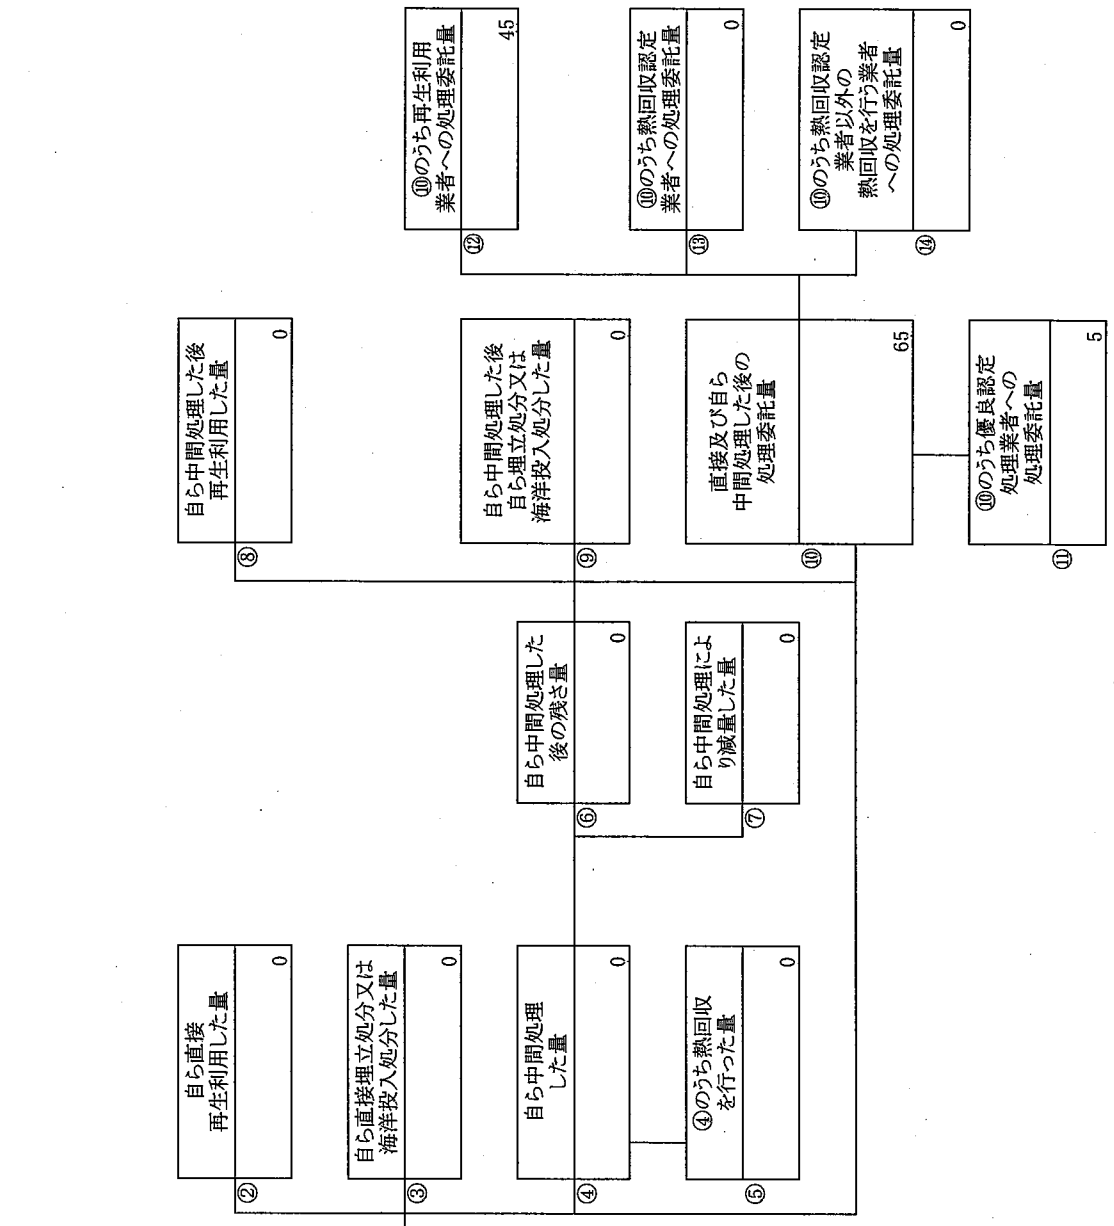 ②
自ら直接
再生利用した量
0
③
自ら直接埋立処分又は
海洋投入処分した量
0
④
自ら中間処理
した量
0
⑤
④のうち熱回収
を行った量
0
⑥
自ら中間処理した
後の残さ量
0
⑦
自ら中間処理によ
り減量した量
0
⑧
自ら中間処理した後
再生利用した量
0
⑨
自ら中間処理した後
自ら埋立処分又は
海洋投入処分した量
0
⑩
直接及び自ら
中間処理した後の
処理委託量
65
⑪
⑩のうち優良認定
処理業者への
処理委託量
5
⑫
⑩のうち再生利用
業者への処理委託量
45
⑬
⑩のうち熱回収認定
業者への処理委託量
0
⑭
⑩のうち熱回収認定
業者以外の
熱回収を行う業者
への処理委託量
0